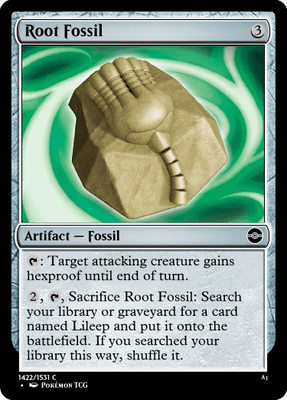 Root Fossil 3
Artifact — Fossil
: Target attacking creature gains
hexproof until end of turn.
2, , Sacrifice Root Fossil: Search
your library or graveyard for a card
named Lileep and put it onto the
battlefield. If you searched your
library this way, shuffle it.
1422/1531 C
• Pokémon TCG